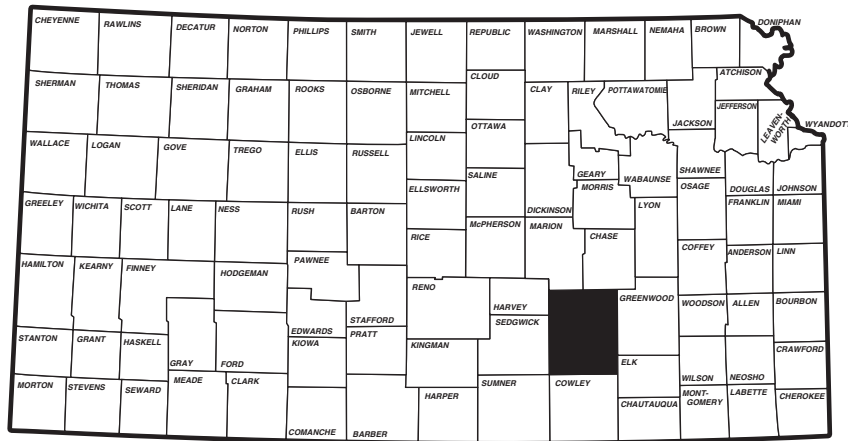 CHEYENNE
RAWLINS
DECATUR
NORTON
PHILLIPS
SMITH
JEWELL
REPUBLIC
WASHINGTON
MARSHALL
NEMAHA
BROWN
DONIPHAN
SHERMAN
THOMAS
SHERIDAN
GRAHAM
ROOKS
OSBORNE
MITCHELL
CLOUD
CLAY
RILEY
POTTAWATOMIE
JACKSON
ATCHISON
JEFFERSON
LEAVEN-
WORTH
WYANDOTT
WALLACE
LOGAN
GOVE
TREGO
ELLIS
RUSSELL
LINCOLN
OTTAWA
SALINE
ELLSWORTH
DICKINSON
GEARY
MORRIS
WABAUNSE
SHAWNEE
OSAGE
DOUGLAS
JOHNSON
GREELEY
WICHITA
SCOTT
LANE
NESS
RUSH
BARTON
RICE
McPHERSON
MARION
CHASE
LYON
COFFEY
FRANKLIN
MIAMI
ANDERSON
LINN
HAMILTON
KEARNY
FINNEY
HODGEMAN
PAWNEE
EDWARDS
STAFFORD
RENO
HARVEY
SEDGWICK
GREENWOOD
WOODSON
ALLEN
BOURBON
STANTON
GRANT
HASKELL
GRAY
FORD
KIOWA
PRATT
KINGMAN
ELK
WILSON
NEOSHO
CRAWFORD
MORTON
STEVENS
SEWARD
MEADE
CLARK
COMANCHE
BARBER
HARPER
SUMNER
COWLEY
CHAUTAUQUA
MONT-
GOMERY
LABETTE
CHEROKEE